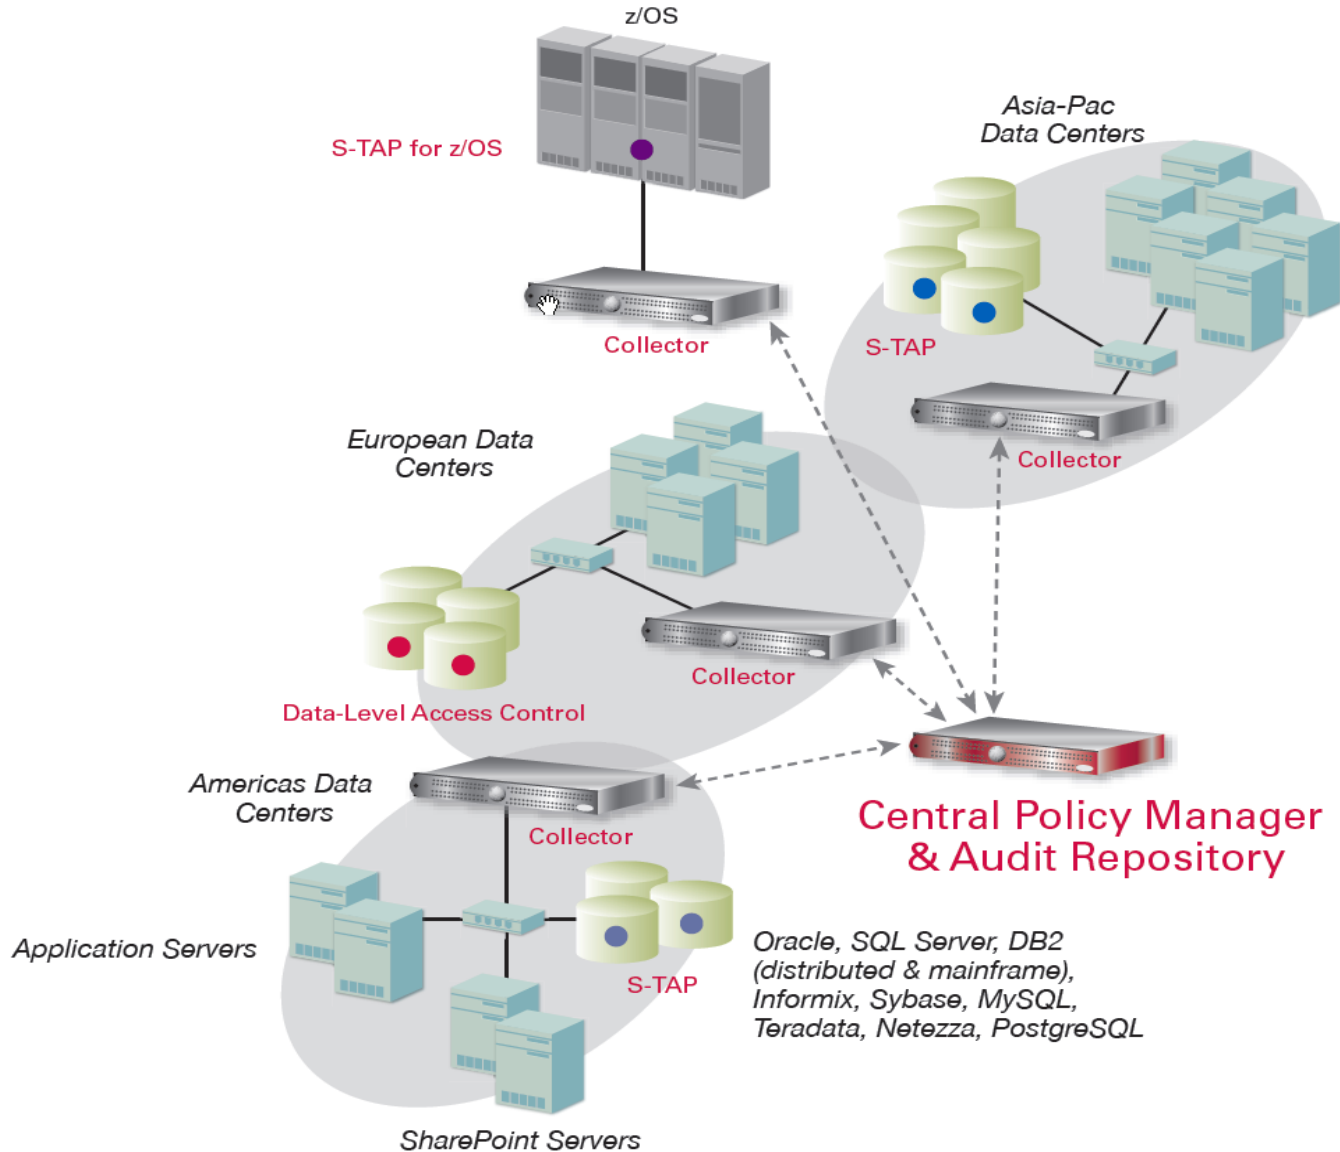 z/OS
S-TAP for z/OS
Collector
Asia-Pac
Data Centers
S-TAP
Collector
European Data
Centers
Collector
Data-Level Access Control
Americas Data
Centers
Collector
Central Policy Manager
& Audit Repository
Application Servers
S-TAP
Oracle, SQL Server, DB2
(distributed & mainframe),
Informix, Sybase, MySQL,
Teradata, Netezza, PostgreSQL
SharePoint Servers